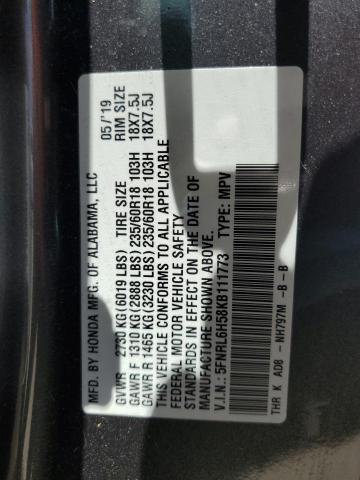 MFD. BY HONDA MFG. OF ALABAMA, LLC 05/'19
GVWR 2730 KG (6019 LBS) TIRE SIZE RIM SIZE
GAWR F 1310 KG (2888 LBS) 235/60R18 103H 18X7.5J
GAWR R 1465 KG (3230 LBS) 235/60R18 103H 18X7.5J
THIS VEHICLE CONFORMS TO ALL APPLICABLE
FEDERAL MOTOR VEHICLE SAFETY
STANDARDS IN EFFECT ON THE DATE OF
MANUFACTURE SHOWN ABOVE.
V.I.N.: 5FNRL6H58KB111773 TYPE: MPV
THR K AD8 - NH797M -B -B